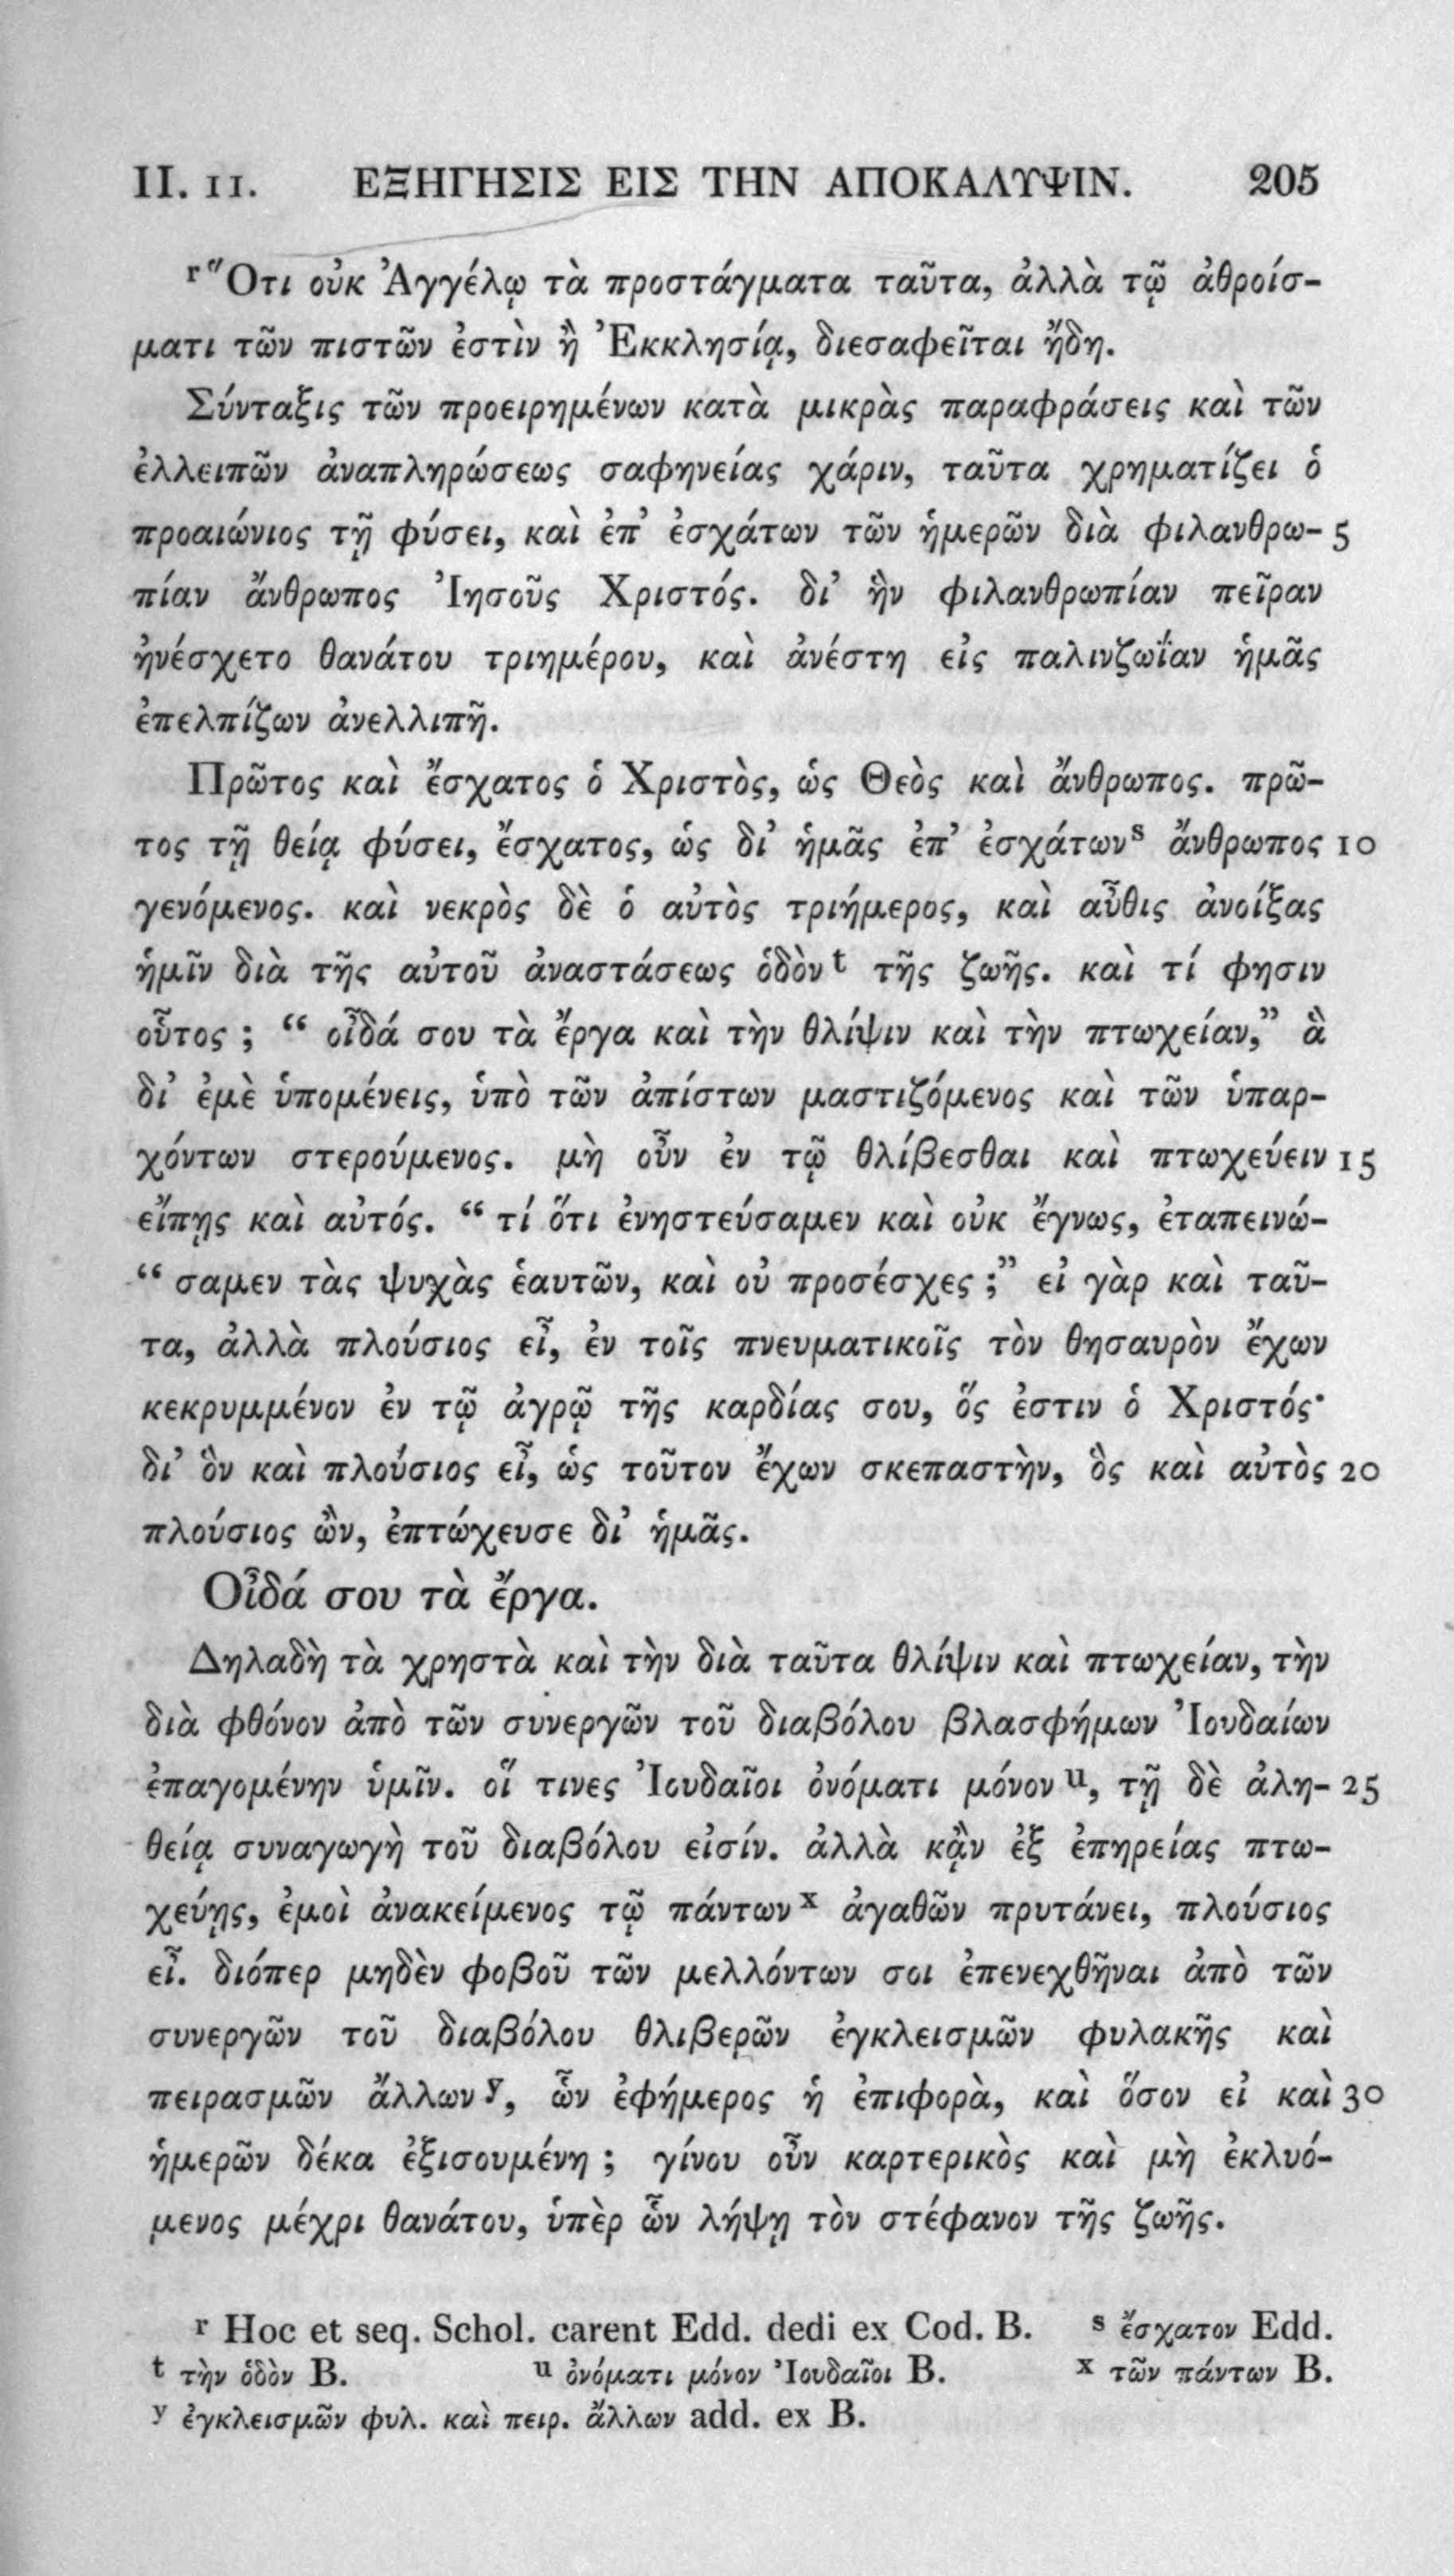 II. 11. ΕΞΗΓΗΣΙΣ ΕΙΣ ΤΗΝ ΑΠΟΚΑΛΥΨΙΝ. 205
r "Ότι οὐκ Ἀγγέλῳ τὰ προστάγματα ταῦτα, ἀλλὰ τῷ ἀθροίσ-
ματι τῶν πιστῶν ἐστὶν ἢ Ἐκκλησίᾳ, διεσαφεῖται ἤδη.
Σύνταξις τῶν προειρημένων κατὰ μικρὰς παραφράσεις καὶ τῶν
ἐλλειπῶν ἀναπληρώσεως σαφηνείας χάριν, ταῦτα χρηματίζει ὁ
προαιώνιος τῇ φύσει, καὶ ἐπ’ ἐσχάτων τῶν ἡμερῶν διὰ φιλανθρω- 5
πίαν ἄνθρωπος Ἰησοῦς Χριστός. δι’ ἣν φιλανθρωπίαν πεῖραν
ἠνέσχετο θανάτου τριημέρου, καὶ ἀνέστη εἰς παλινζωΐαν ἡμᾶς
ἐπελπίζων ἀνελλιπῆ.
Πρῶτος καὶ ἔσχατος ὁ Χριστὸς, ὡς Θεὸς καὶ ἄνθρωπος. πρῶ-
τος τῇ θείᾳ φύσει, ἔσχατος, ὡς δι’ ἡμᾶς ἐπ’ ἐσχάτων s ἄνθρωπος 10
γενόμενος. καὶ νεκρὸς δὲ ὁ αὐτὸς τριήμερος, καὶ αὖθις ἀνοίξας
ἡμῖν διὰ τῆς αὐτοῦ ἀναστάσεως ὁδὸν t τῆς ζωῆς. καὶ τί φησιν
οὗτος ; “ οἶδά σου τὰ ἔργα καὶ τὴν θλίψιν καὶ τὴν πτωχείαν,” ἃ
δι’ ἐμὲ ὑπομένεις, ὑπὸ τῶν ἀπίστων μαστιζόμενος καὶ τῶν ὑπαρ-
χόντων στερούμενος. μὴ οὖν ἐν τῷ θλίβεσθαι καὶ πτωχεύειν 15
εἴπῃς καὶ αὐτός. “ τί ὅτι ἐνηστεύσαμεν καὶ οὐκ ἔγνως, ἐταπεινώ-
“ σαμεν τὰς ψυχὰς ἑαυτῶν, καὶ οὐ προσέσχες ;” εἰ γὰρ καὶ ταῦ-
τα, ἀλλὰ πλούσιος εἶ, ἐν τοῖς πνευματικοῖς τὸν θησαυρὸν ἔχων
κεκρυμμένον ἐν τῷ ἀγρῷ τῆς καρδίας σου, ὅς ἐστιν ὁ Χριστός·
δι’ ὃν καὶ πλούσιος εἶ, ὡς τοῦτον ἔχων σκεπαστὴν, ὃς καὶ αὐτὸς 20
πλούσιος ὢν, ἐπτώχευσε δι’ ἡμᾶς.
Οἶδά σου τὰ ἔργα.
Δηλαδὴ τὰ χρηστὰ καὶ τὴν διὰ ταῦτα θλίψιν καὶ πτωχείαν, τὴν
διὰ φθόνον ἀπὸ τῶν συνεργῶν τοῦ διαβόλου βλασφήμων Ἰουδαίων
ἐπαγομένην ὑμῖν. οἵ τινες Ἰουδαῖοι ὀνόματι μόνον u, τῇ δὲ ἀλη- 25
θείᾳ συναγωγὴ τοῦ διαβόλου εἰσίν. ἀλλὰ κᾂν ἐξ ἐπηρείας πτω-
χεύῃς, ἐμοὶ ἀνακείμενος τῷ πάντων x ἀγαθῶν πρυτάνει, πλούσιος
εἶ. διόπερ μηδὲν φοβοῦ τῶν μελλόντων σοι ἐπενεχθῆναι ἀπὸ τῶν
συνεργῶν τοῦ διαβόλου θλιβερῶν ἐγκλεισμῶν φυλακῆς καὶ
πειρασμῶν ἄλλων y, ὧν ἐφήμερος ἡ ἐπιφορὰ, καὶ ὅσον εἰ καὶ 30
ἡμερῶν δέκα ἐξισουμένη ; γίνου οὖν καρτερικὸς καὶ μὴ ἐκλυό-
μενος μέχρι θανάτου, ὑπὲρ ὧν λήψῃ τὸν στέφανον τῆς ζωῆς.
r Hoc et seq. Schol. carent Edd. dedi ex Cod. B. s ἔσχατον Edd.
t τὴν ὁδὸν B. u ὀνόματι μόνον Ἰουδαῖοι B. x τῶν πάντων B.
y ἐγκλεισμῶν φυλ. καὶ πειρ. ἄλλων add. ex B.